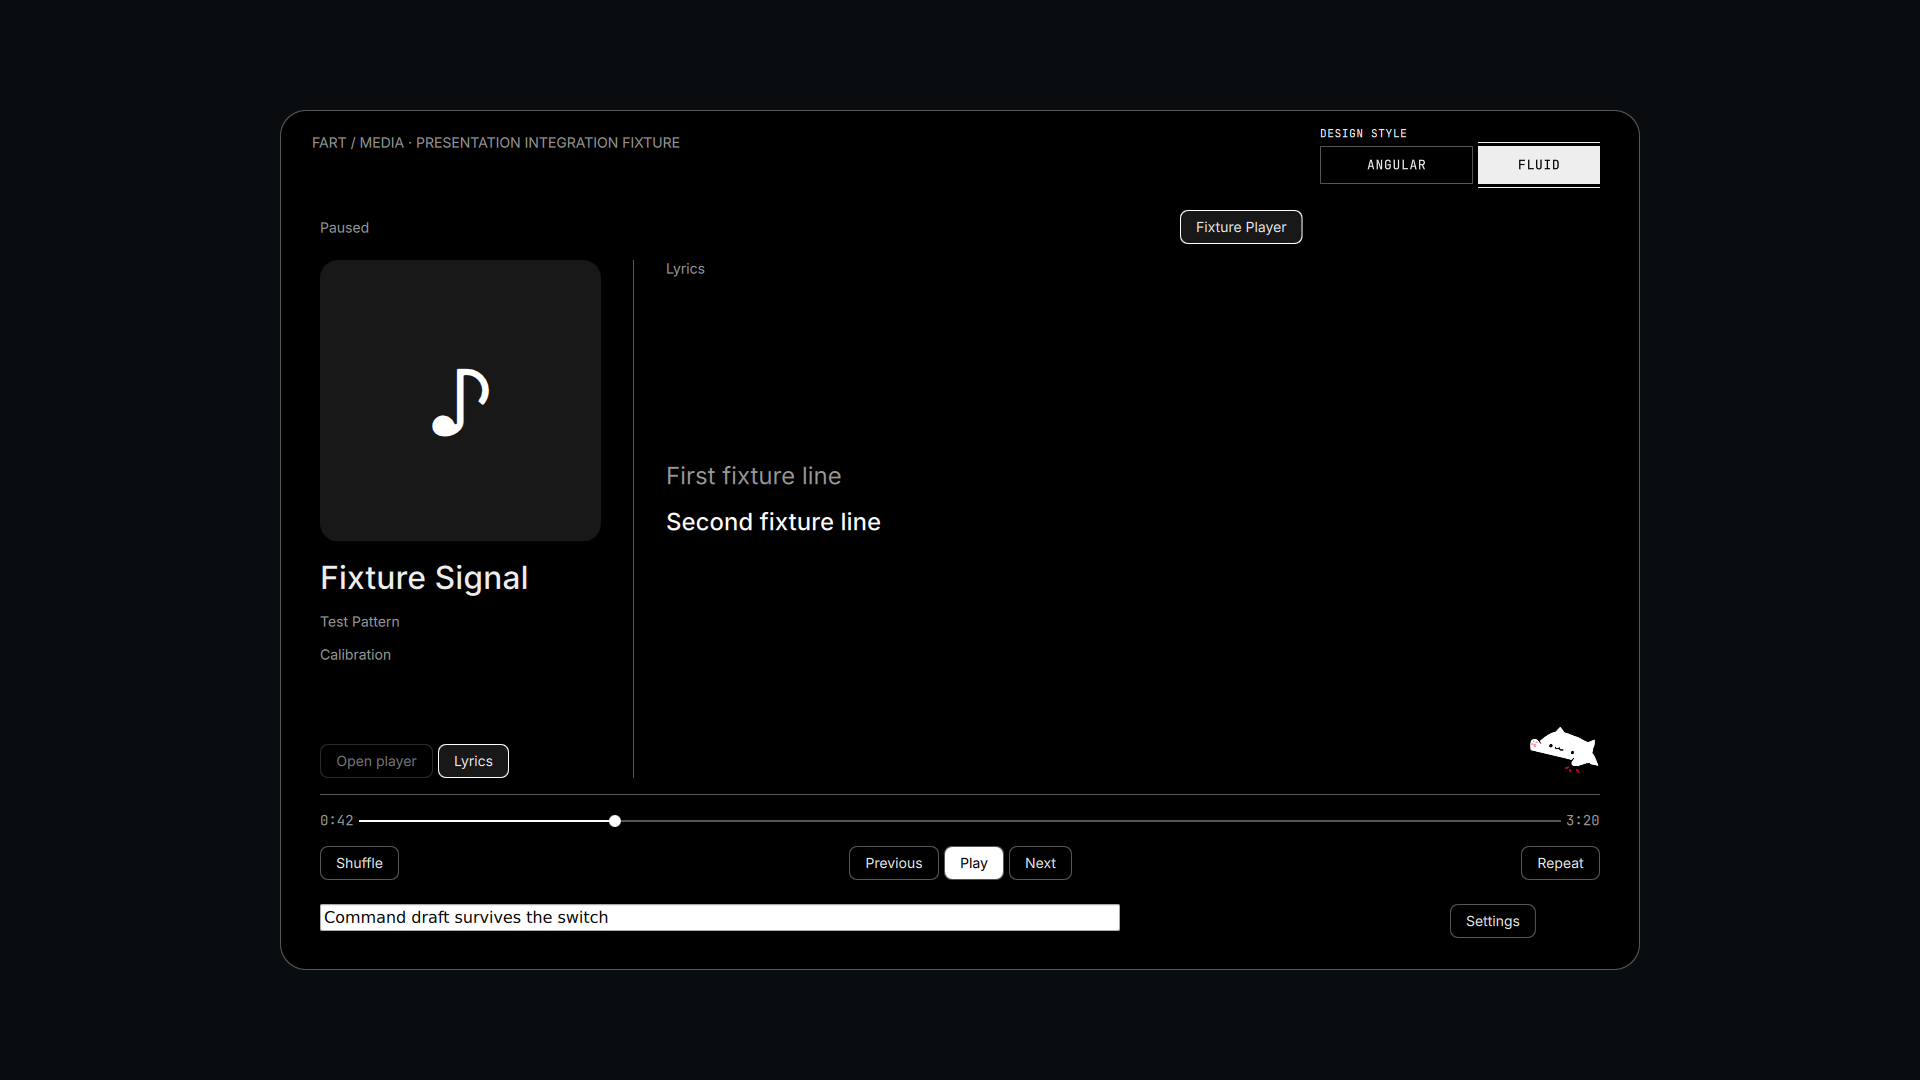 FART / MEDIA · PRESENTATION INTEGRATION FIXTURE
DESIGN STYLE
ANGULAR
FLUID
Paused
Fixture Player
Lyrics
First fixture line
Second fixture line
Fixture Signal
Test Pattern
Calibration
Open player
Lyrics
0:42
3:20
Shuffle
Previous
Play
Next
Repeat
Command draft survives the switch
Settings